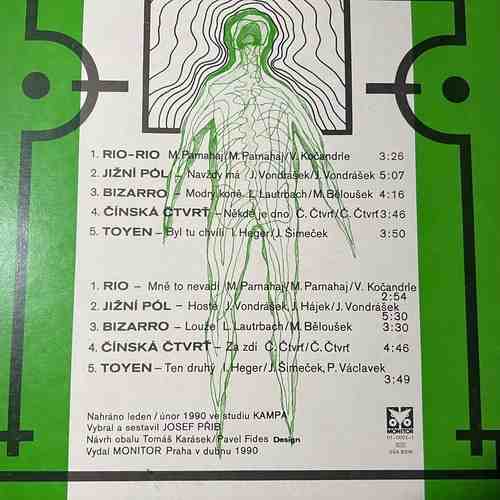 1. RIO-RIO M. Parnahaj/M. Parnahaj/V. Kočandrle 3:26
2. JIŽNÍ PÓL – Navždy má J. Vondrášek/J. Vondrášek 5:07
3. BIZARRO – Modrý koně L. Lautrbach/M. Běloušek 4:16
4. ČÍNSKÁ ČTVRŤ – Někde je dno Č. Čtvrť/Č. Čtvrť 3:46
5. TOYEN – Byl tu chvíli I. Heger/J. Šimeček 3:50
1. RIO – Mně to nevadí M. Parnahaj/M. Parnahaj/V. Kočandrle
2:54
2. JIŽNÍ PÓL – Hosté J. Vondrášek, J. Hájek/J. Vondrášek
5:30
3. BIZARRO – Louže L. Lautrbach/M. Běloušek 3:30
4. ČÍNSKÁ ČTVRŤ – Za zdí Č. Čtvrť/Č. Čtvrť 4:46
5. TOYEN – Ten druhý I. Heger/J. Šimeček, P. Václavek
3:49
Nahráno leden / únor 1990 ve studiu KAMPA
Vybral a sestavil JOSEF PŘIB
Návrh obalu Tomáš Karásek/Pavel Fides Design
Vydal MONITOR Praha v dubnu 1990
MONITOR